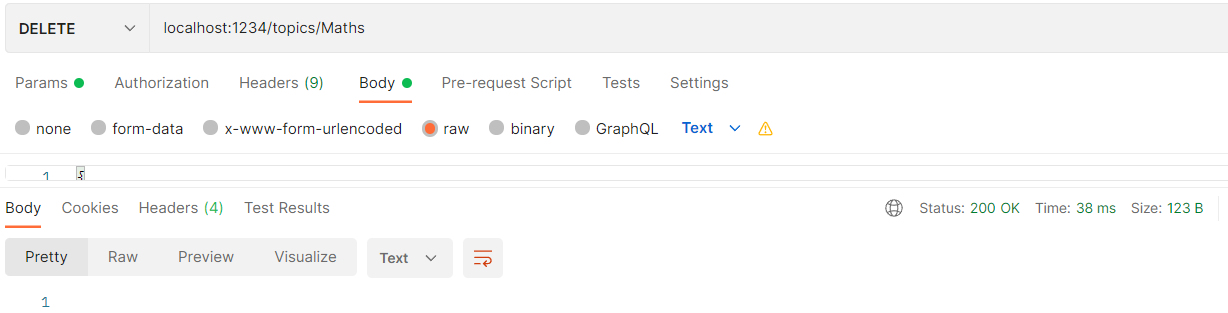 DELETE localhost:1234/topics/Maths
Params Authorization Headers (9) Body Pre-request Script Tests Settings
none form-data x-www-form-urlencoded raw binary GraphQL Text
1 {
Body Cookies Headers (4) Test Results Status: 200 OK Time: 38 ms Size: 123 B
Pretty Raw Preview Visualize Text
1